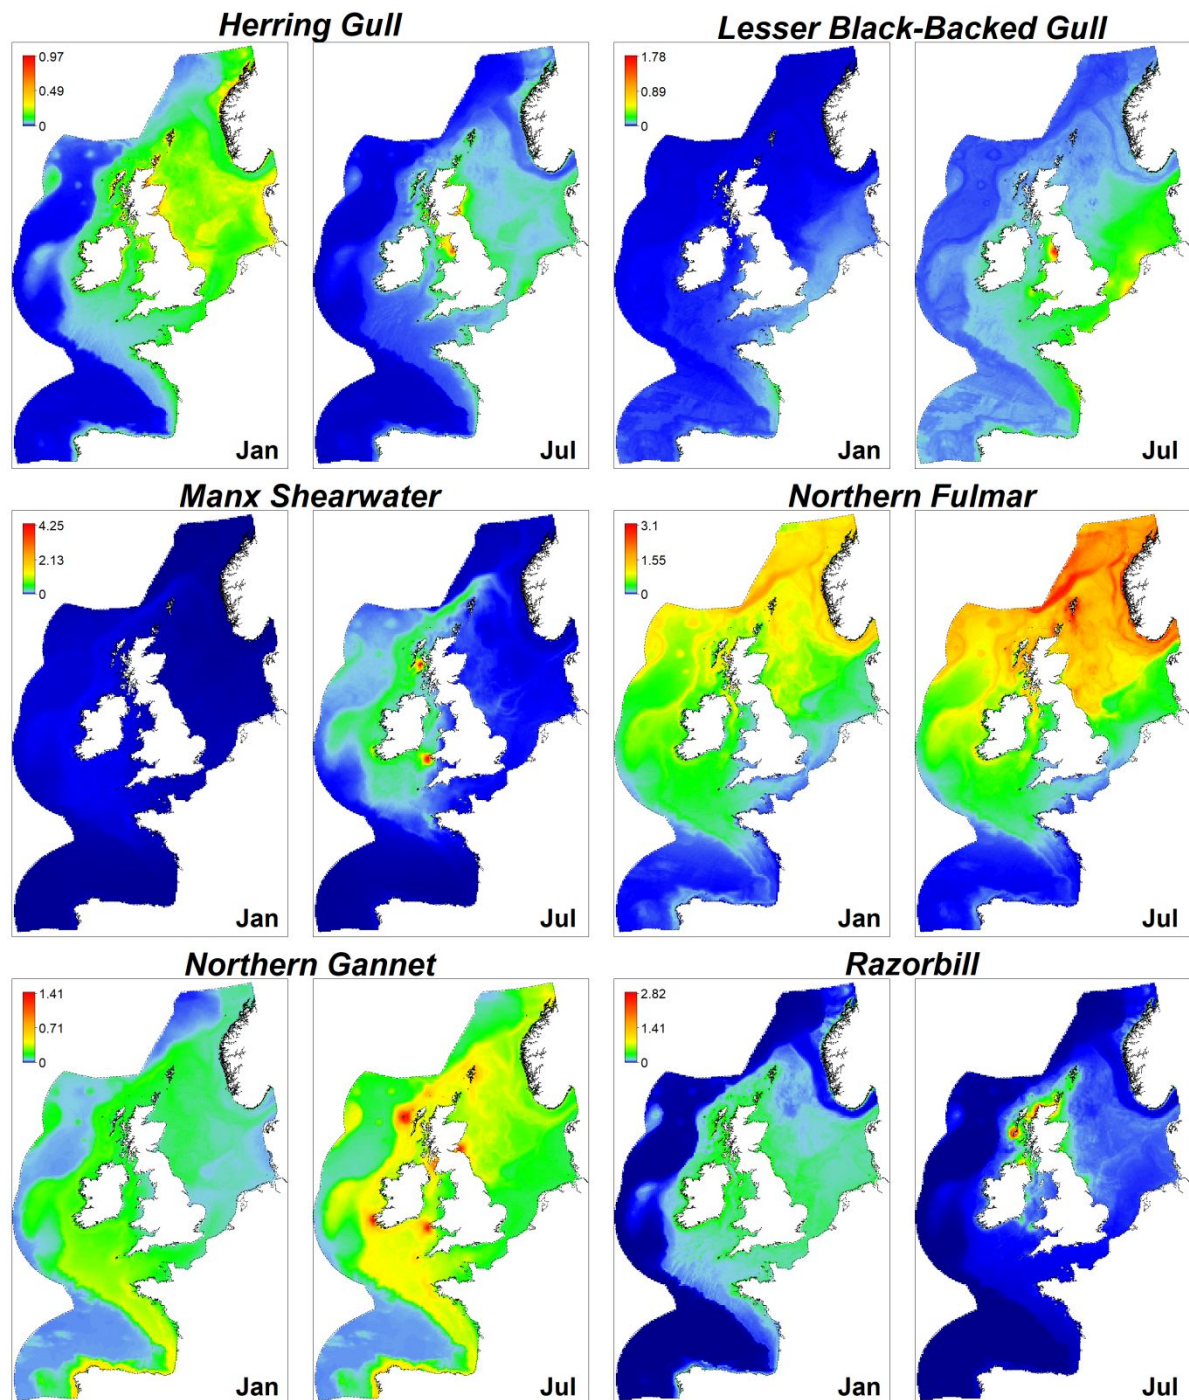 Herring Gull
Lesser Black-Backed Gull
0.97
0.49
0
Jan
Jul
1.78
0.89
0
Jan
Jul
Manx Shearwater
Northern Fulmar
4.25
2.13
0
Jan
Jul
3.1
1.55
0
Jan
Jul
Northern Gannet
Razorbill
1.41
0.71
0
Jan
Jul
2.82
1.41
0
Jan
Jul